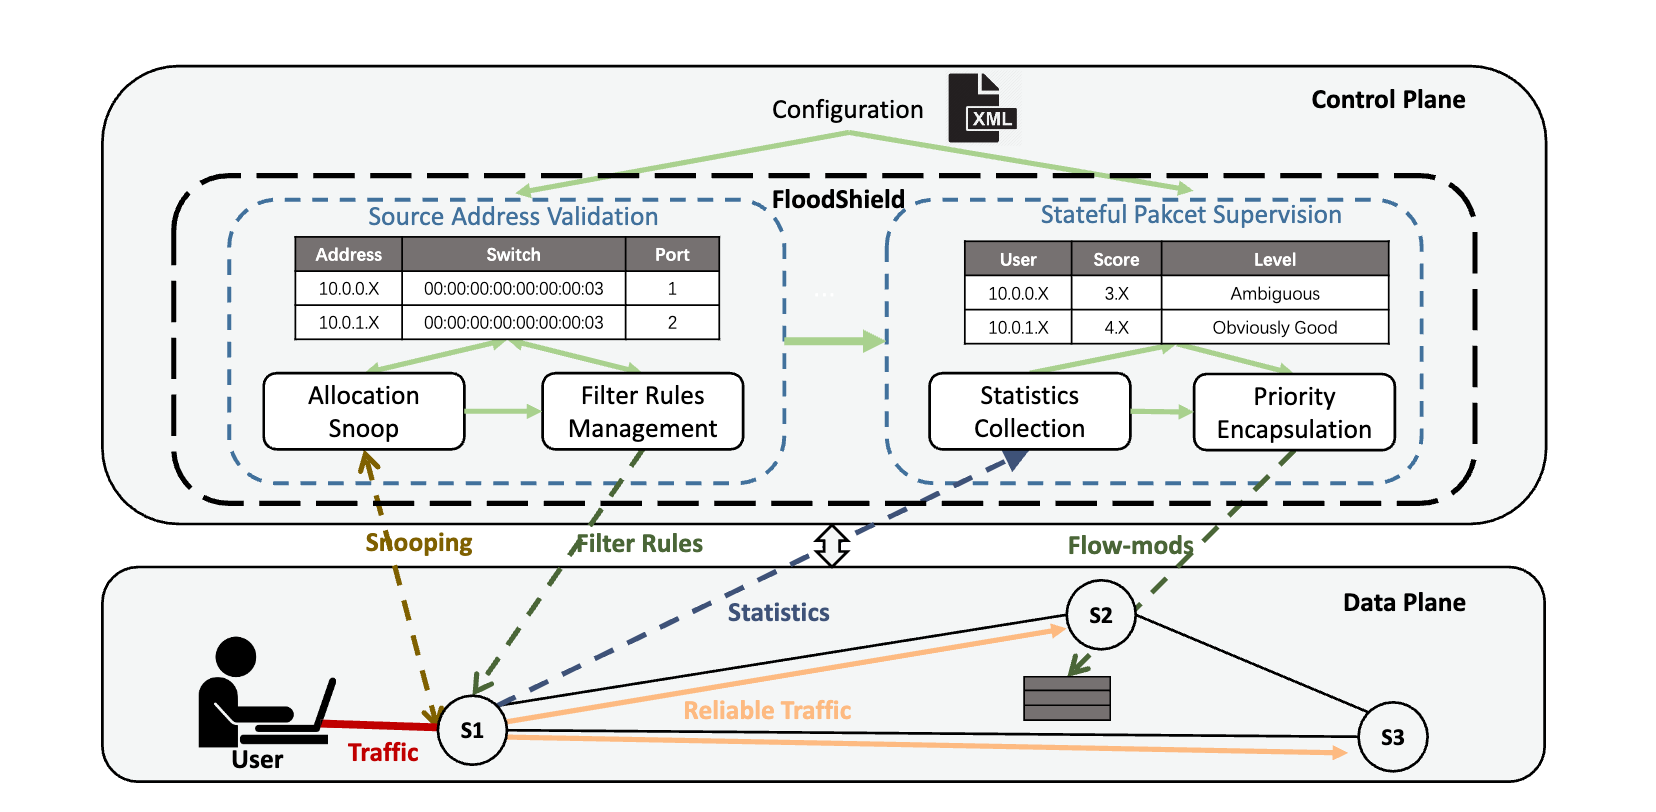 Control Plane
Configuration
XML
FloodShield
Source Address Validation
Address Switch Port
10.0.0.X 00:00:00:00:00:00:00:03 1
10.0.1.X 00:00:00:00:00:00:00:03 2
...
Allocation
Snoop
Filter Rules
Management
Stateful Pakcet Supervision
User Score Level
10.0.0.X 3.X Ambiguous
10.0.1.X 4.X Obviously Good
Statistics
Collection
Priority
Encapsulation
Snooping
Filter Rules
Flow-mods
Statistics
Data Plane
S2
Reliable Traffic
S1
S3
User
Traffic